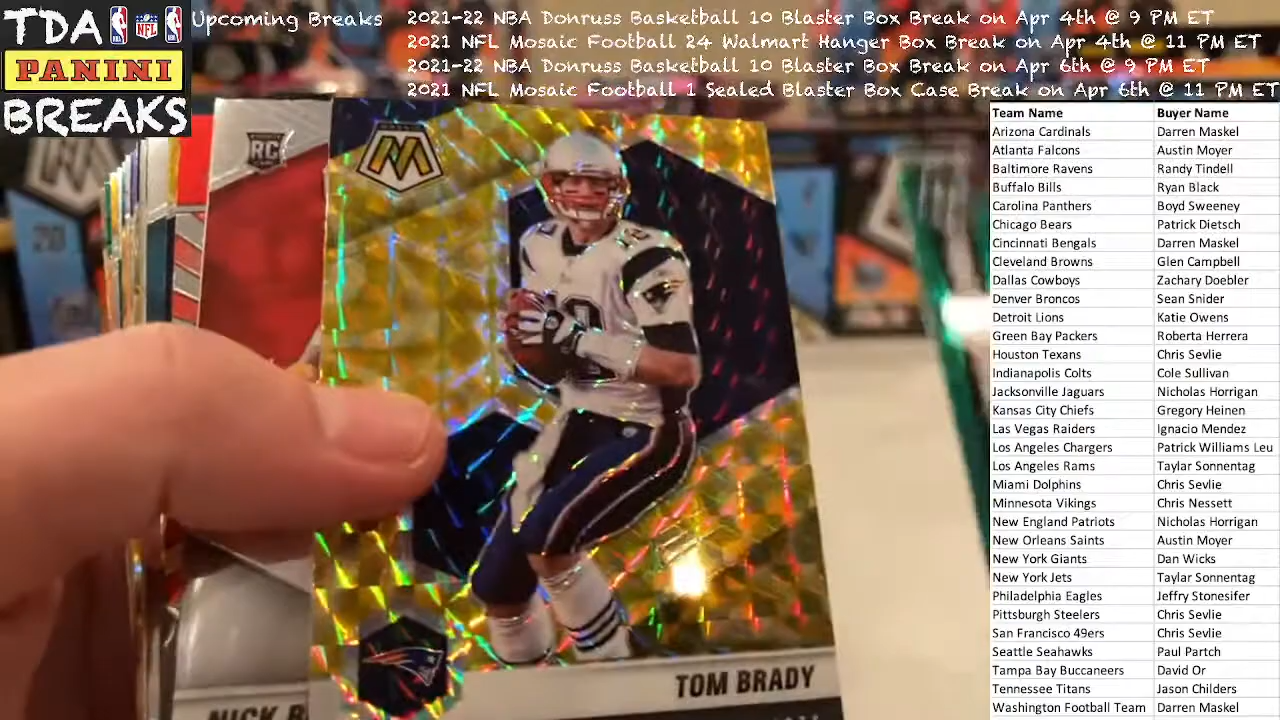 TDA
PANINI
BREAKS
Upcoming Breaks
2021-22 NBA Donruss Basketball 10 Blaster Box Break on Apr 4th @ 9 PM ET
2021 NFL Mosaic Football 24 Walmart Hanger Box Break on Apr 4th @ 11 PM ET
2021-22 NBA Donruss Basketball 10 Blaster Box Break on Apr 6th @ 9 PM ET
2021 NFL Mosaic Football 1 Sealed Blaster Box Case Break on Apr 6th @ 11 PM ET
Team Name Buyer Name
Arizona Cardinals Darren Maskel
Atlanta Falcons Austin Moyer
Baltimore Ravens Randy Tindell
Buffalo Bills Ryan Black
Carolina Panthers Boyd Sweeney
Chicago Bears Patrick Dietsch
Cincinnati Bengals Darren Maskel
Cleveland Browns Glen Campbell
Dallas Cowboys Zachary Doebler
Denver Broncos Sean Snider
Detroit Lions Katie Owens
Green Bay Packers Roberta Herrera
Houston Texans Chris Sevlie
Indianapolis Colts Cole Sullivan
Jacksonville Jaguars Nicholas Horrigan
Kansas City Chiefs Gregory Heinen
Las Vegas Raiders Ignacio Mendez
Los Angeles Chargers Patrick Williams Leu
Los Angeles Rams Taylar Sonnentag
Miami Dolphins Chris Sevlie
Minnesota Vikings Chris Nessett
New England Patriots Nicholas Horrigan
New Orleans Saints Austin Moyer
New York Giants Dan Wicks
New York Jets Taylar Sonnentag
Philadelphia Eagles Jeffry Stonesifer
Pittsburgh Steelers Chris Sevlie
San Francisco 49ers Chris Sevlie
Seattle Seahawks Paul Partch
Tampa Bay Buccaneers David Or
Tennessee Titans Jason Childers
Washington Football Team Darren Maskel
RC
M
12
TOM BRADY
NICK